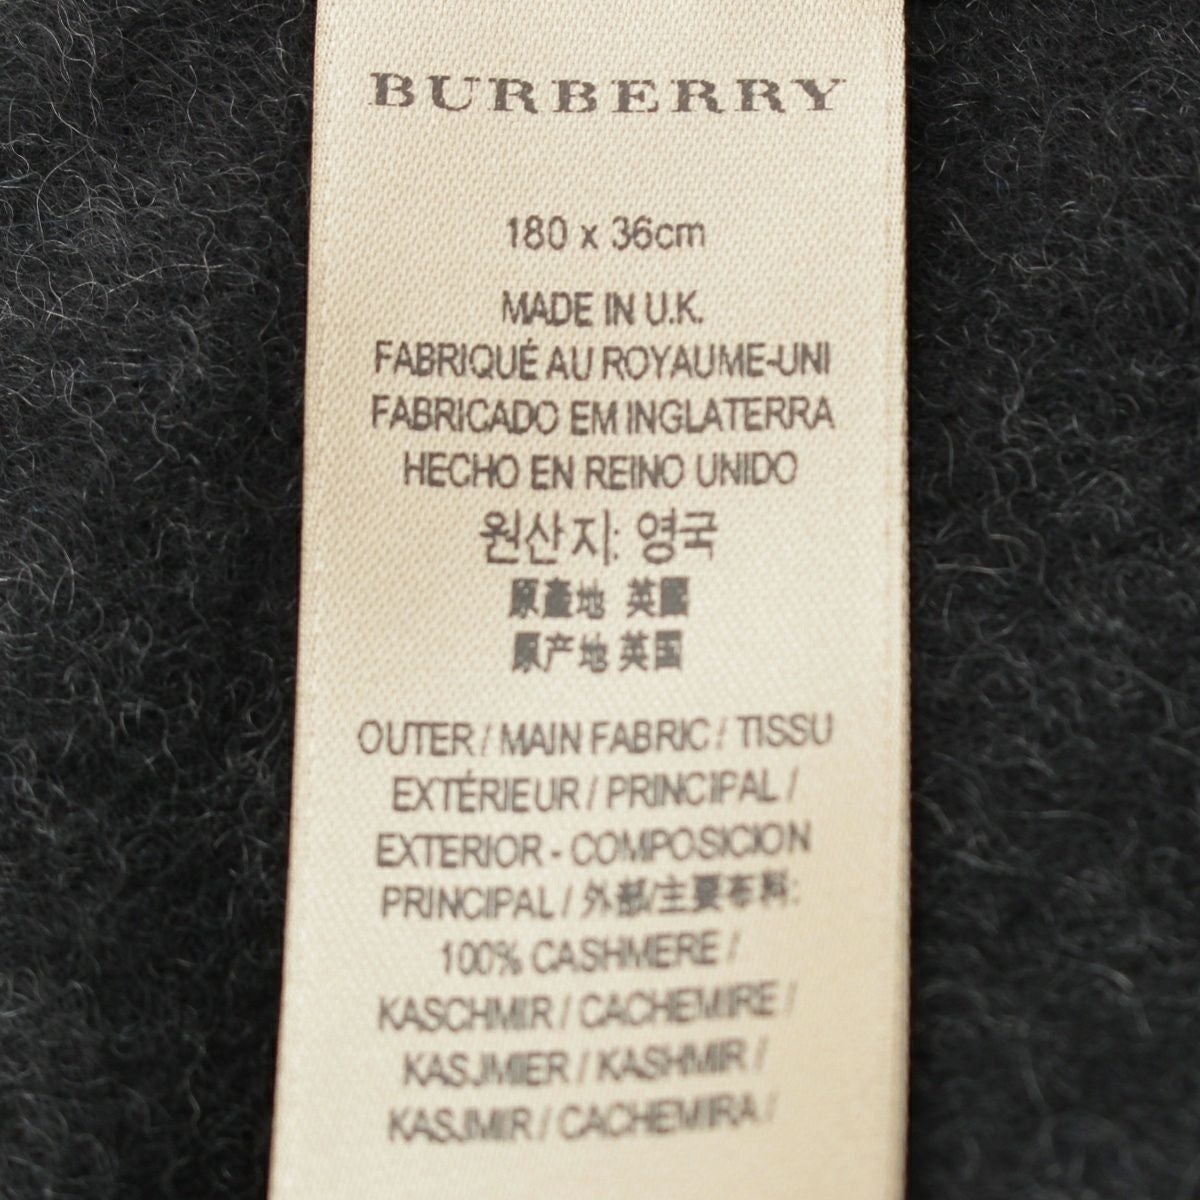 BURBERRY
180 x 36cm
MADE IN U.K.
FABRIQUÉ AU ROYAUME-UNI
FABRICADO EM INGLATERRA
HECHO EN REINO UNIDO
원산지: 영국
原產地 英國
原产地 英国
OUTER / MAIN FABRIC / TISSU
EXTÉRIEUR / PRINCIPAL /
EXTERIOR - COMPOSICION
PRINCIPAL / 外部/主要布料:
100% CASHMERE /
KASCHMIR / CACHEMIRE /
KASJMIER / KASHMIR /
KASJMIR / CACHEMIRA /